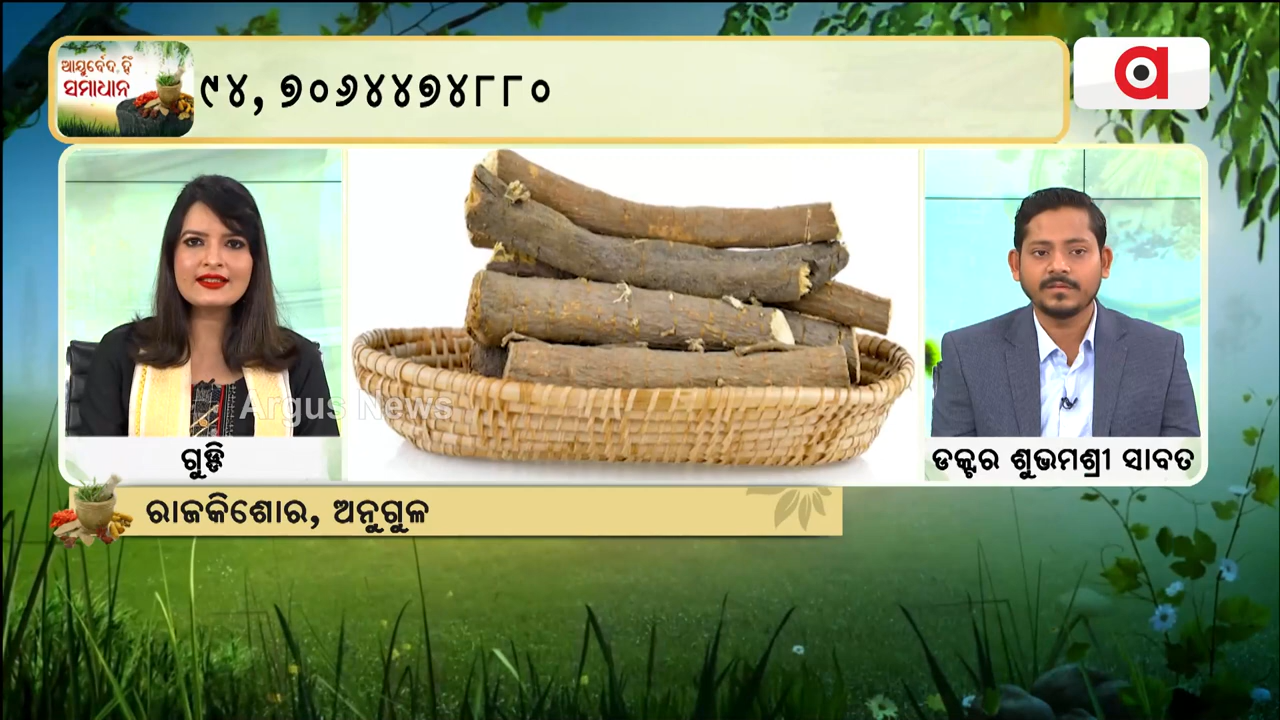 ଆୟୁର୍ବେଦ ହିଁ
ସମାଧାନ
୯୪, ୭୦୬୪୪୭୪୮୮୦
a
Argus News
ଗୁଡ୍ଡି
ଡକ୍ଟର ଶୁଭମଶ୍ରୀ ସାବତ
ରାଜକିଶୋର, ଅନୁଗୁଳ